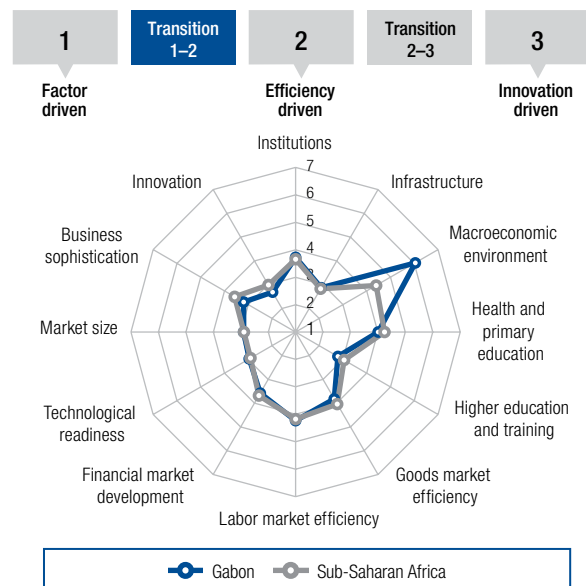 1
Transition
1–2
2
Transition
2–3
3
Factor
driven
Efficiency
driven
Innovation
driven
Institutions
7
Innovation
6
Infrastructure
5
Business
sophistication
4
Macroeconomic
environment
3
2
Market size
1
Health and
primary
education
Technological
readiness
Higher education
and training
Financial market
development
Goods market
efficiency
Labor market efficiency
Gabon
Sub-Saharan Africa